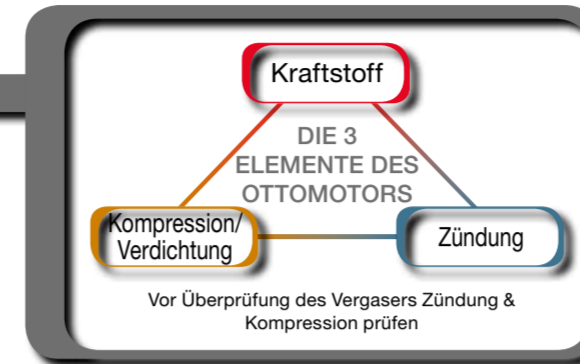 Kraftstoff
DIE 3
ELEMENTE DES
OTTOMOTORS
Kompression/
Verdichtung
Zündung
Vor Überprüfung des Vergasers Zündung &
Kompression prüfen